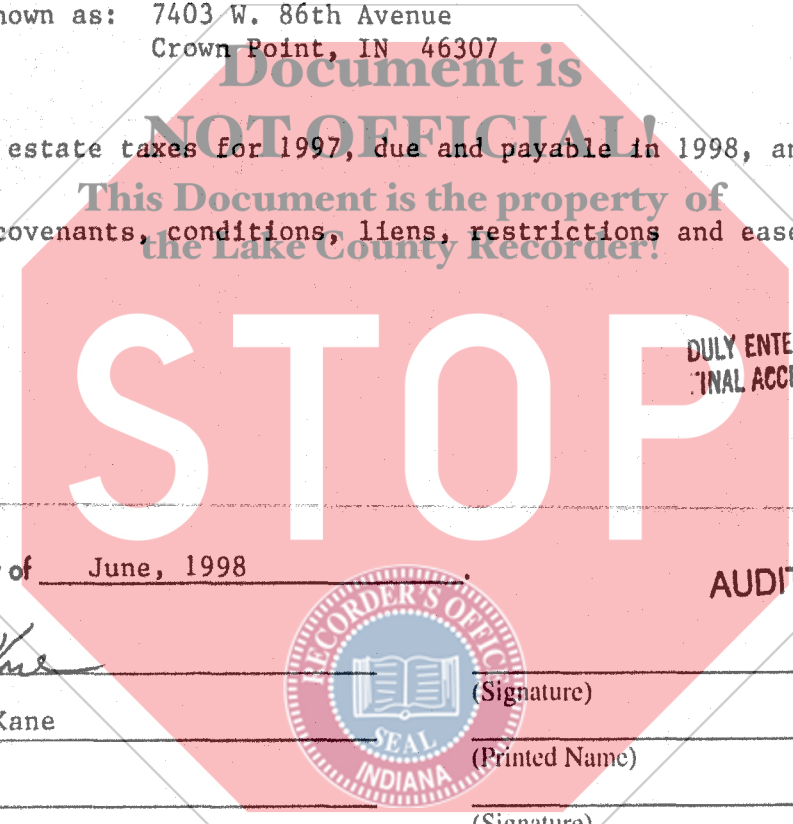 nown as: 7403 W. 86th Avenue
Crown Point, IN 46307
Document is
NOT OFFICIAL!
estate taxes for 1997, due and payable in 1998, an
This Document is the property of
covenants, conditions, liens, restrictions and ease
the Lake County Recorder!
DULY ENTE
INAL ACCE
STOP
of June, 1998
AUDIT
RECORDER'S OFFICE
SEAL
INDIANA
(Signature)
Kane
(Printed Name)
(Signature)